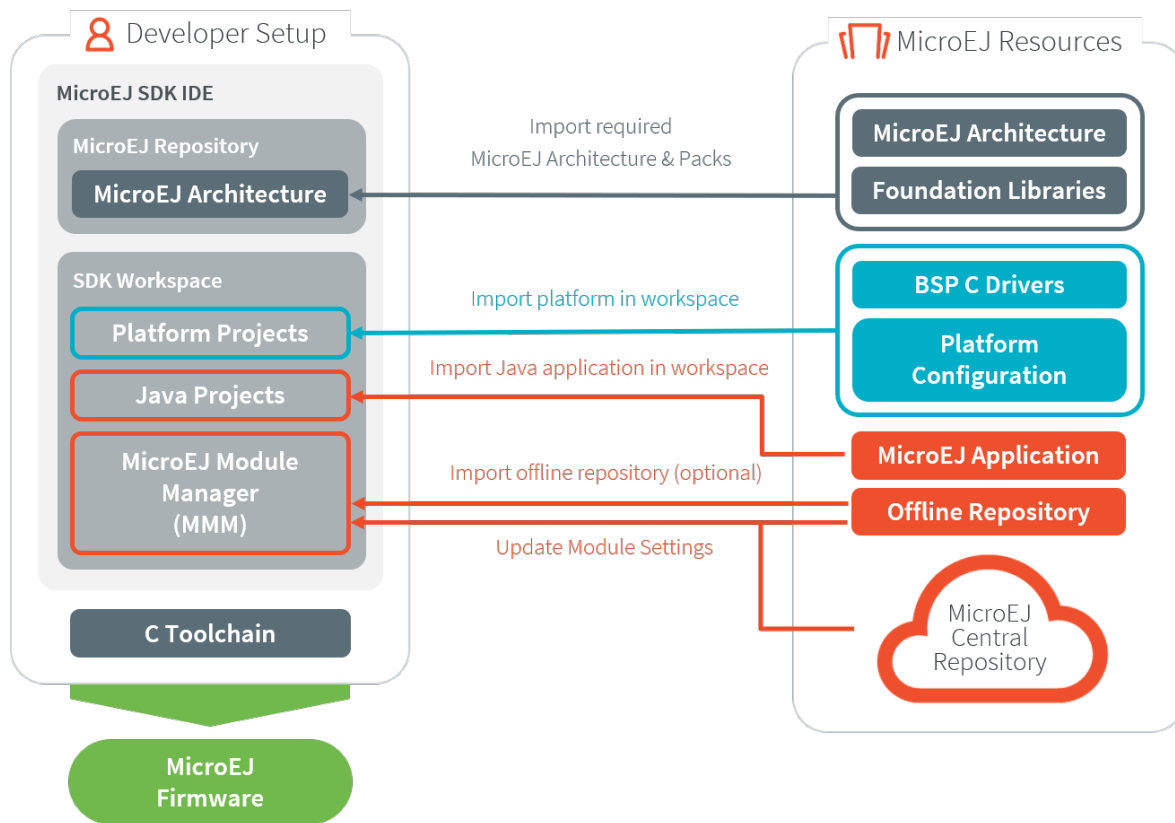 Developer Setup
MicroEJ SDK IDE
MicroEJ Repository
MicroEJ Architecture
SDK Workspace
Platform Projects
Java Projects
MicroEJ Module
Manager
(MMM)
C Toolchain
MicroEJ
Firmware
Import required
MicroEJ Architecture & Packs
Import platform in workspace
Import Java application in workspace
Import offline repository (optional)
Update Module Settings
MicroEJ Resources
MicroEJ Architecture
Foundation Libraries
BSP C Drivers
Platform
Configuration
MicroEJ Application
Offline Repository
MicroEJ
Central
Repository